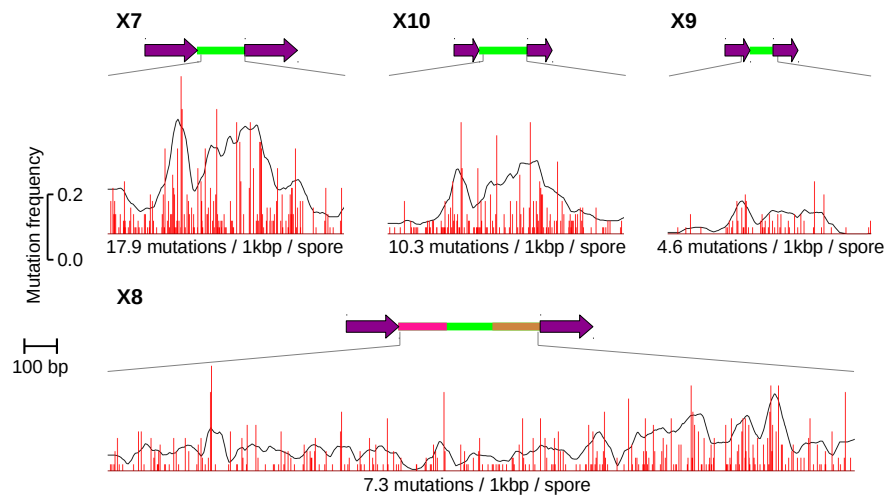 X7
X10
X9
Mutation frequency
0.2
0.0
17.9 mutations / 1kbp / spore
10.3 mutations / 1kbp / spore
4.6 mutations / 1kbp / spore
X8
100 bp
7.3 mutations / 1kbp / spore